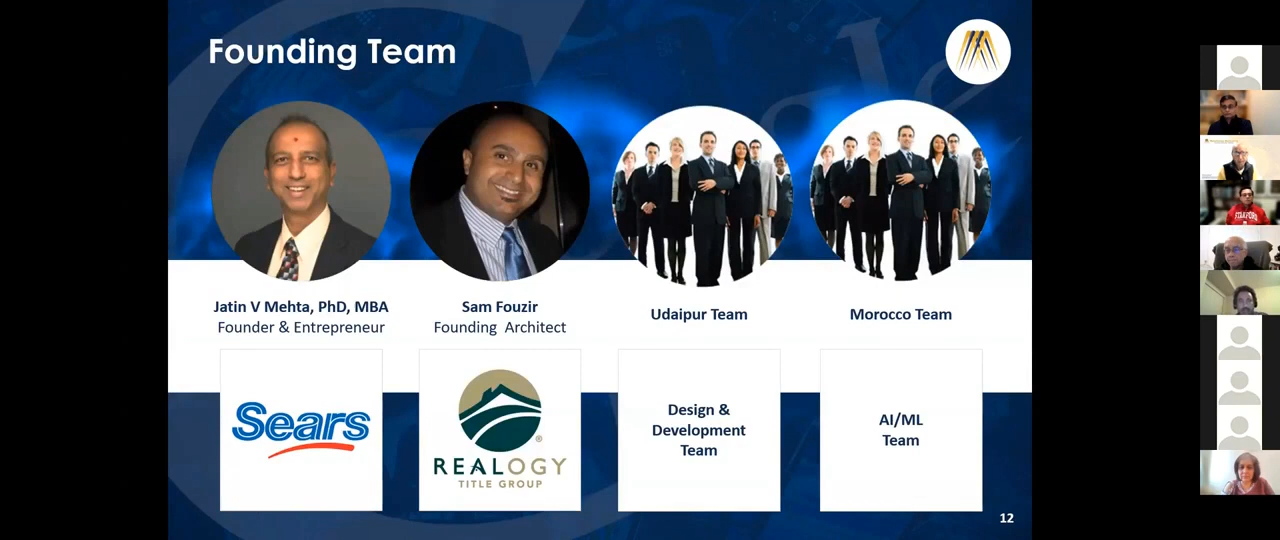 Founding Team
Jatin V Mehta, PhD, MBA
Founder & Entrepreneur
Sam Fouzir
Founding Architect
Udaipur Team
Morocco Team
Sears
REALOGY
TITLE GROUP
Design &
Development
Team
AI/ML
Team
12
STANFORD